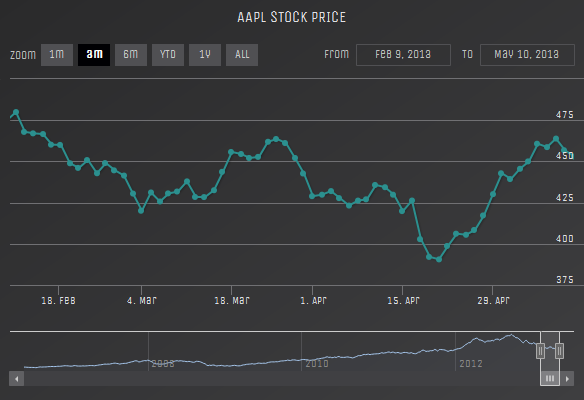 AAPL STOCK PRICE
Zoom 1m 3m 6m YTD 1y ALL From Feb 9, 2013 To May 10, 2013
475
450
425
400
375
18. Feb 4. Mar 18. Mar 1. Apr 15. Apr 29. Apr
2008 2010 2012